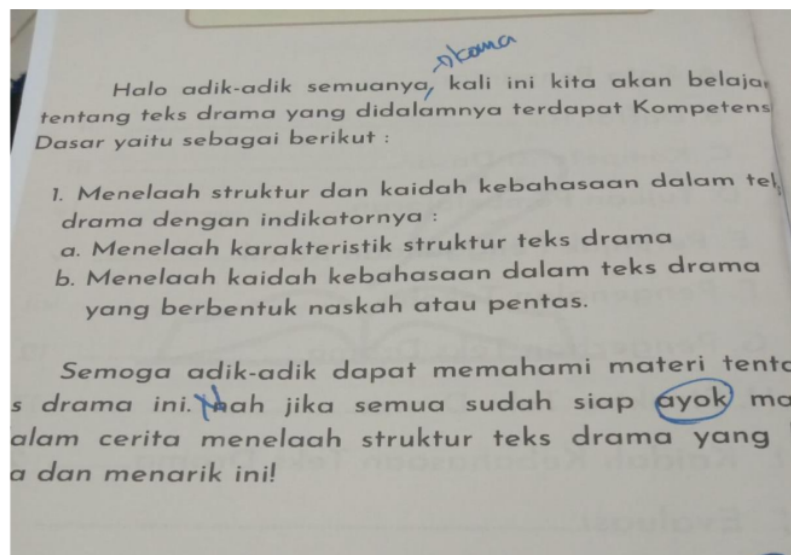 koma
Halo adik-adik semuanya, kali ini kita akan belaja
tentang teks drama yang didalamnya terdapat Kompetens
Dasar yaitu sebagai berikut :
1. Menelaah struktur dan kaidah kebahasaan dalam te
drama dengan indikatornya :
a. Menelaah karakteristik struktur teks drama
b. Menelaah kaidah kebahasaan dalam teks drama
yang berbentuk naskah atau pentas.
Semoga adik-adik dapat memahami materi tent
s drama ini. Nah jika semua sudah siap ayok ma
alam cerita menelaah struktur teks drama yang
a dan menarik ini!